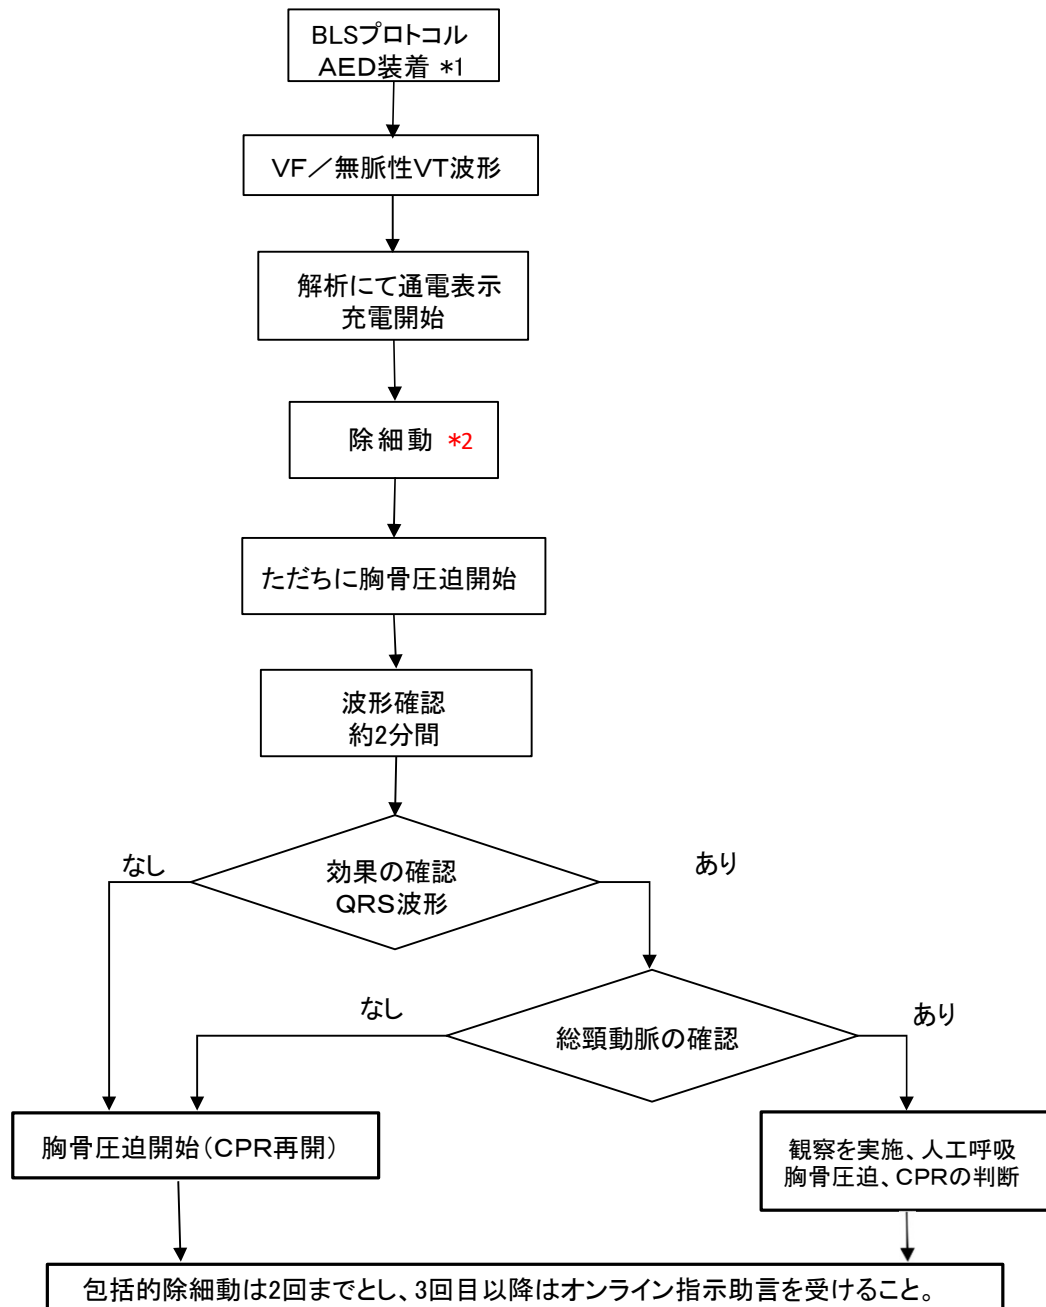 BLSプロトコル
AED装着 *1
VF／無脈性VT波形
解析にて通電表示
充電開始
除細動 *2
ただちに胸骨圧迫開始
波形確認
約2分間
なし
効果の確認
QRS波形
あり
なし
総頸動脈の確認
あり
胸骨圧迫開始（CPR再開）
観察を実施、人工呼吸
胸骨圧迫、CPRの判断
包括的除細動は2回までとし、3回目以降はオンライン指示助言を受けること。